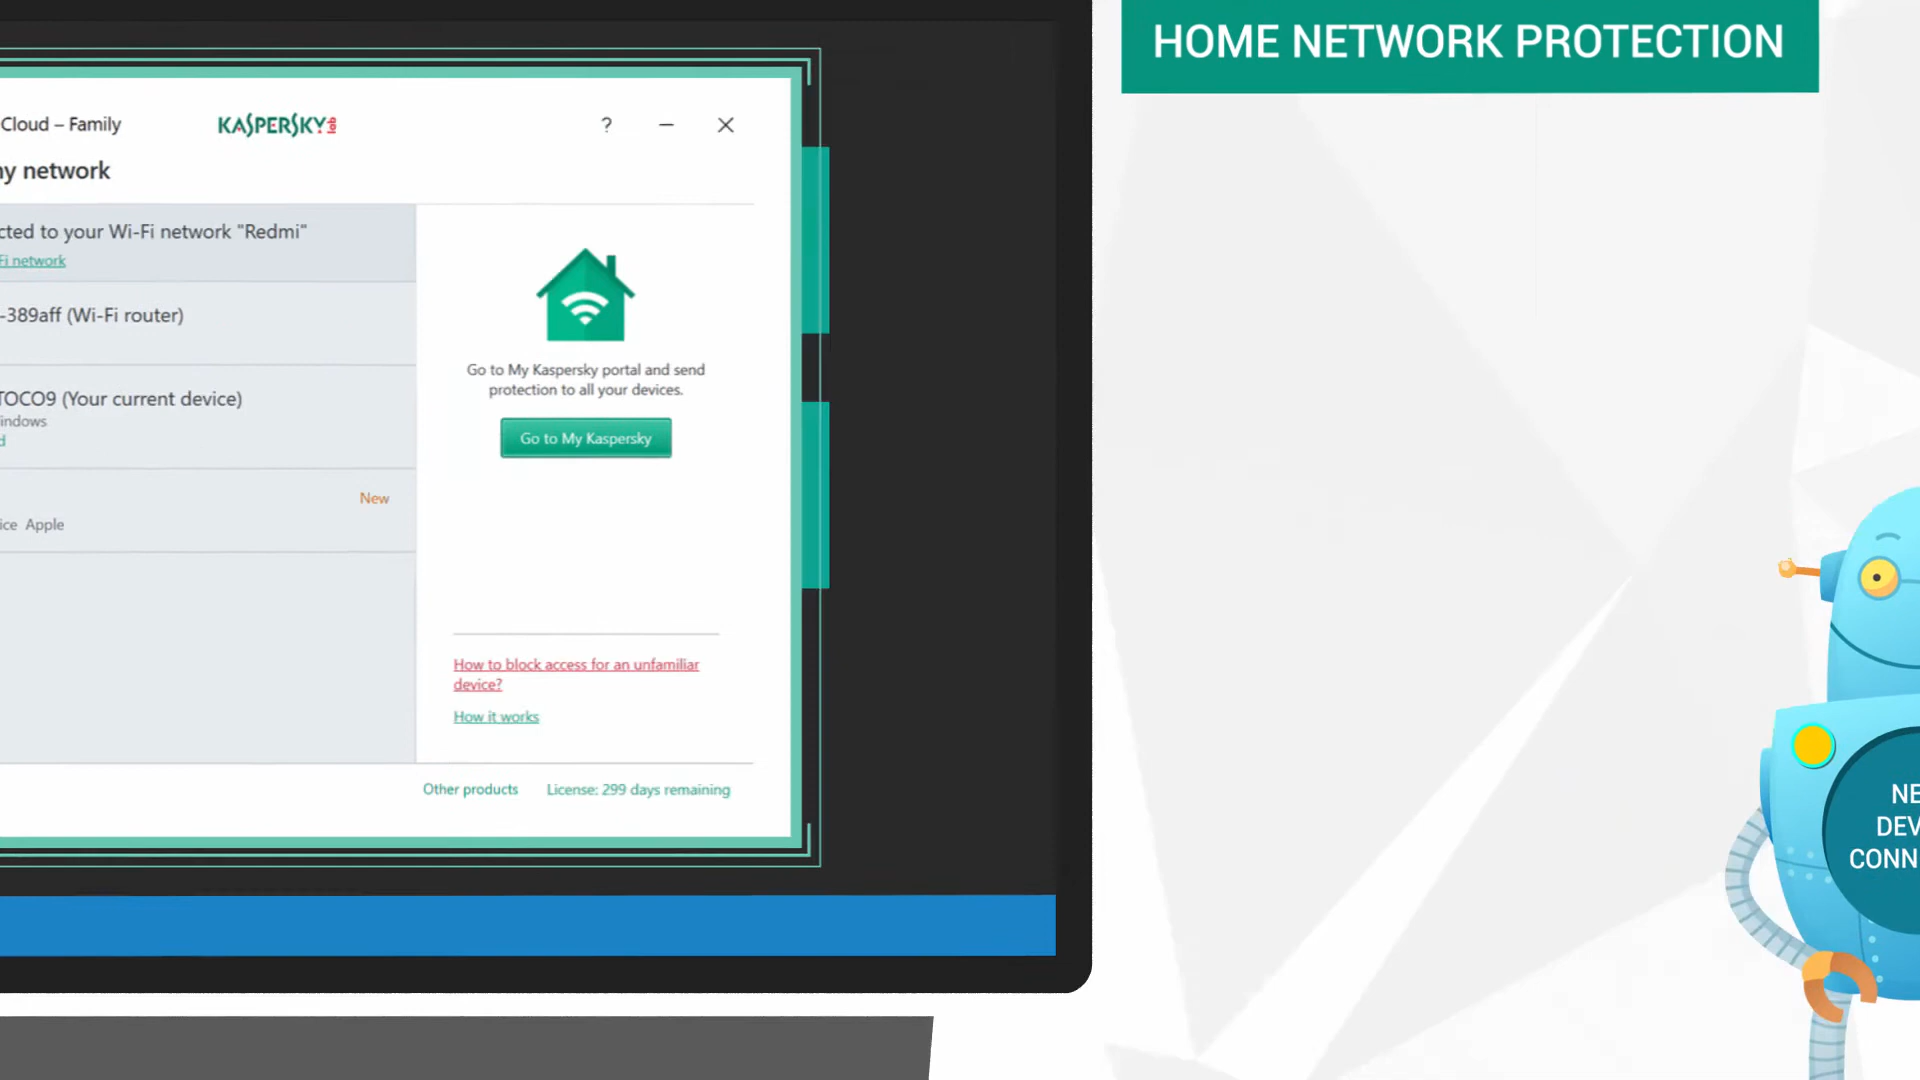 HOME NETWORK PROTECTION
Cloud – Family
KASPERSKY lab
?
my network
cted to your Wi-Fi network "Redmi"
Fi network
-389aff (Wi-Fi router)
TOCO9 (Your current device)
indows
d
New
ice Apple
Go to My Kaspersky portal and send
protection to all your devices.
Go to My Kaspersky
How to block access for an unfamiliar
device?
How it works
Other products
License: 299 days remaining
NE
DEV
CONN